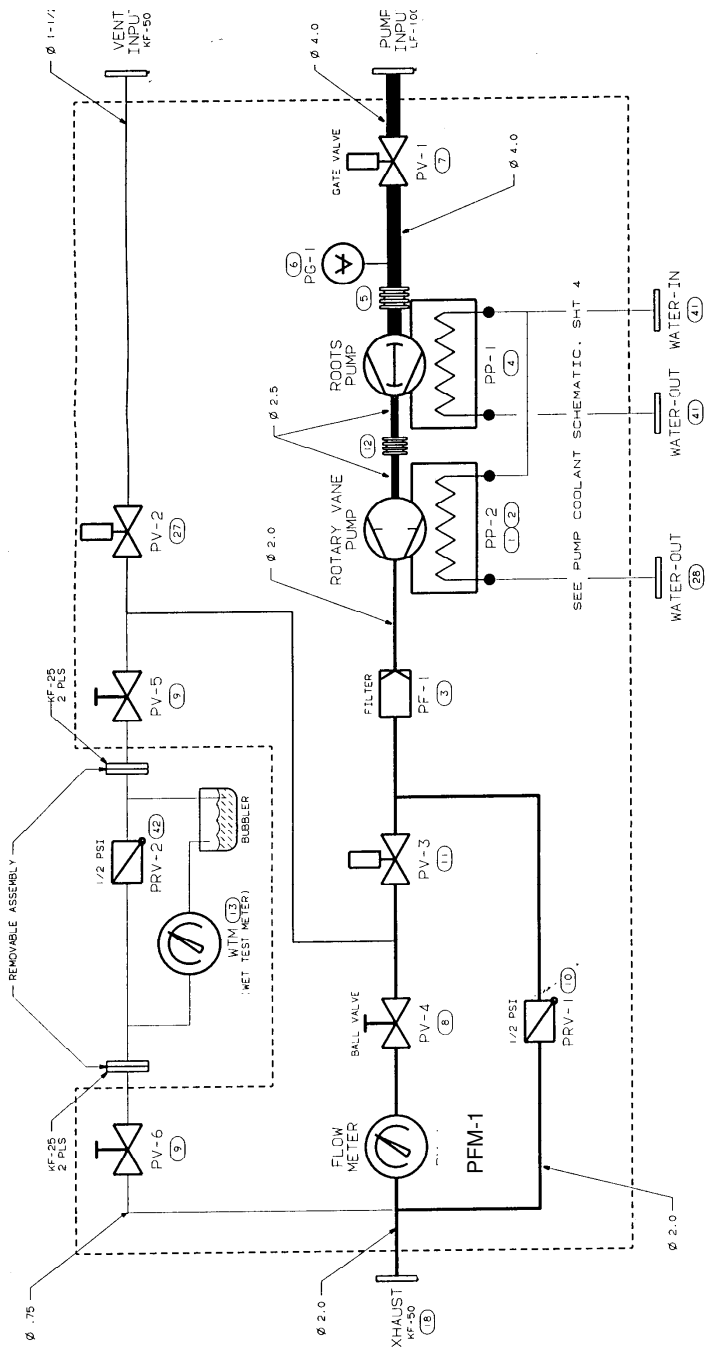 Ø 1-1/
VENT
INPU
KF-50
Ø 4.0
PUMP
INPU
LF-100
GATE VALVE
PV-1
7
Ø 4.0
6
PG-1
5
ROOTS
PUMP
PP-1
4
Ø 2.5
12
ROTARY VANE
PUMP
PP-2
1
2
Ø 2.0
SEE PUMP COOLANT SCHEMATIC, SHT 4
WATER-IN
41
WATER-OUT
41
WATER-OUT
28
PV-2
27
PV-5
9
KF-25
2 PLS
REMOVABLE ASSEMBLY
1/2 PSI
PRV-2
42
BUBBLER
WTM
13
WET TEST METER)
KF-25
2 PLS
PV-6
9
Ø .75
FILTER
PF-1
3
PV-3
11
BALL VALVE
PV-4
8
FLOW
METER
PFM-1
1/2 PSI
PRV-1
10
Ø 2.0
Ø 2.0
XHAUST
KF-50
18